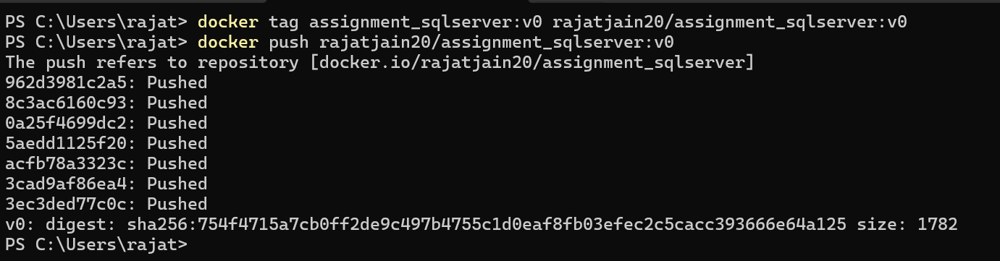 PS C:\Users\rajat> docker tag assignment_sqlserver:v0 rajatjain20/assignment_sqlserver:v0
PS C:\Users\rajat> docker push rajatjain20/assignment_sqlserver:v0
The push refers to repository [docker.io/rajatjain20/assignment_sqlserver]
962d3981c2a5: Pushed
8c3ac6160c93: Pushed
0a25f4699dc2: Pushed
5aedd1125f20: Pushed
acfb78a3323c: Pushed
3cad9af86ea4: Pushed
3ec3ded77c0c: Pushed
v0: digest: sha256:754f4715a7cb0ff2de9c497b4755c1d0eaf8fb03efec2c5cacc393666e64a125 size: 1782
PS C:\Users\rajat>